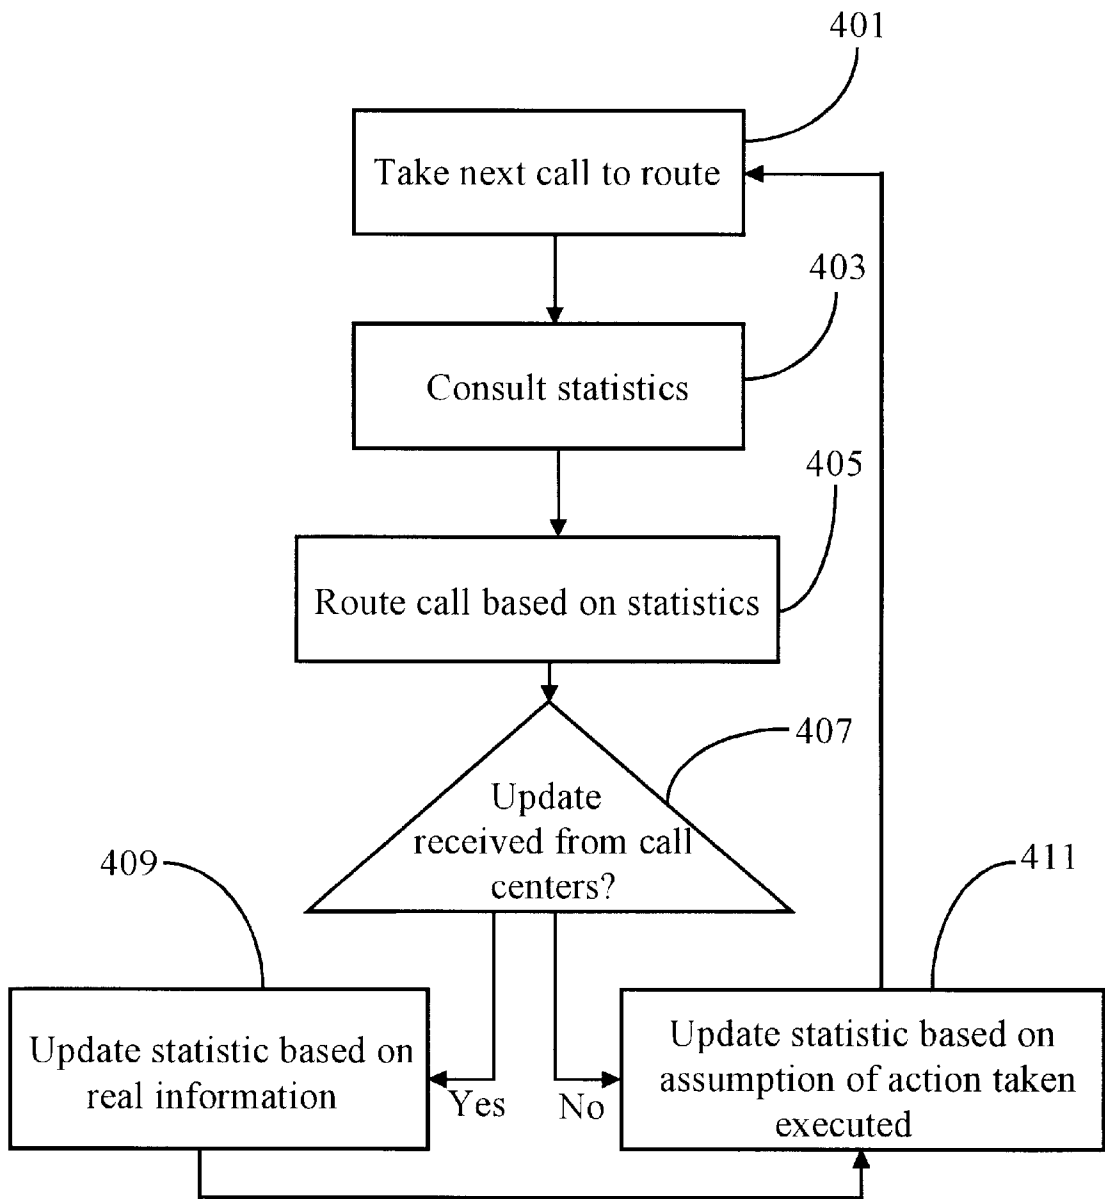 401
Take next call to route
403
Consult statistics
405
Route call based on statistics
407
Update
received from call
centers?
409
411
Update statistic based on
real information
Yes
No
Update statistic based on
assumption of action taken
executed